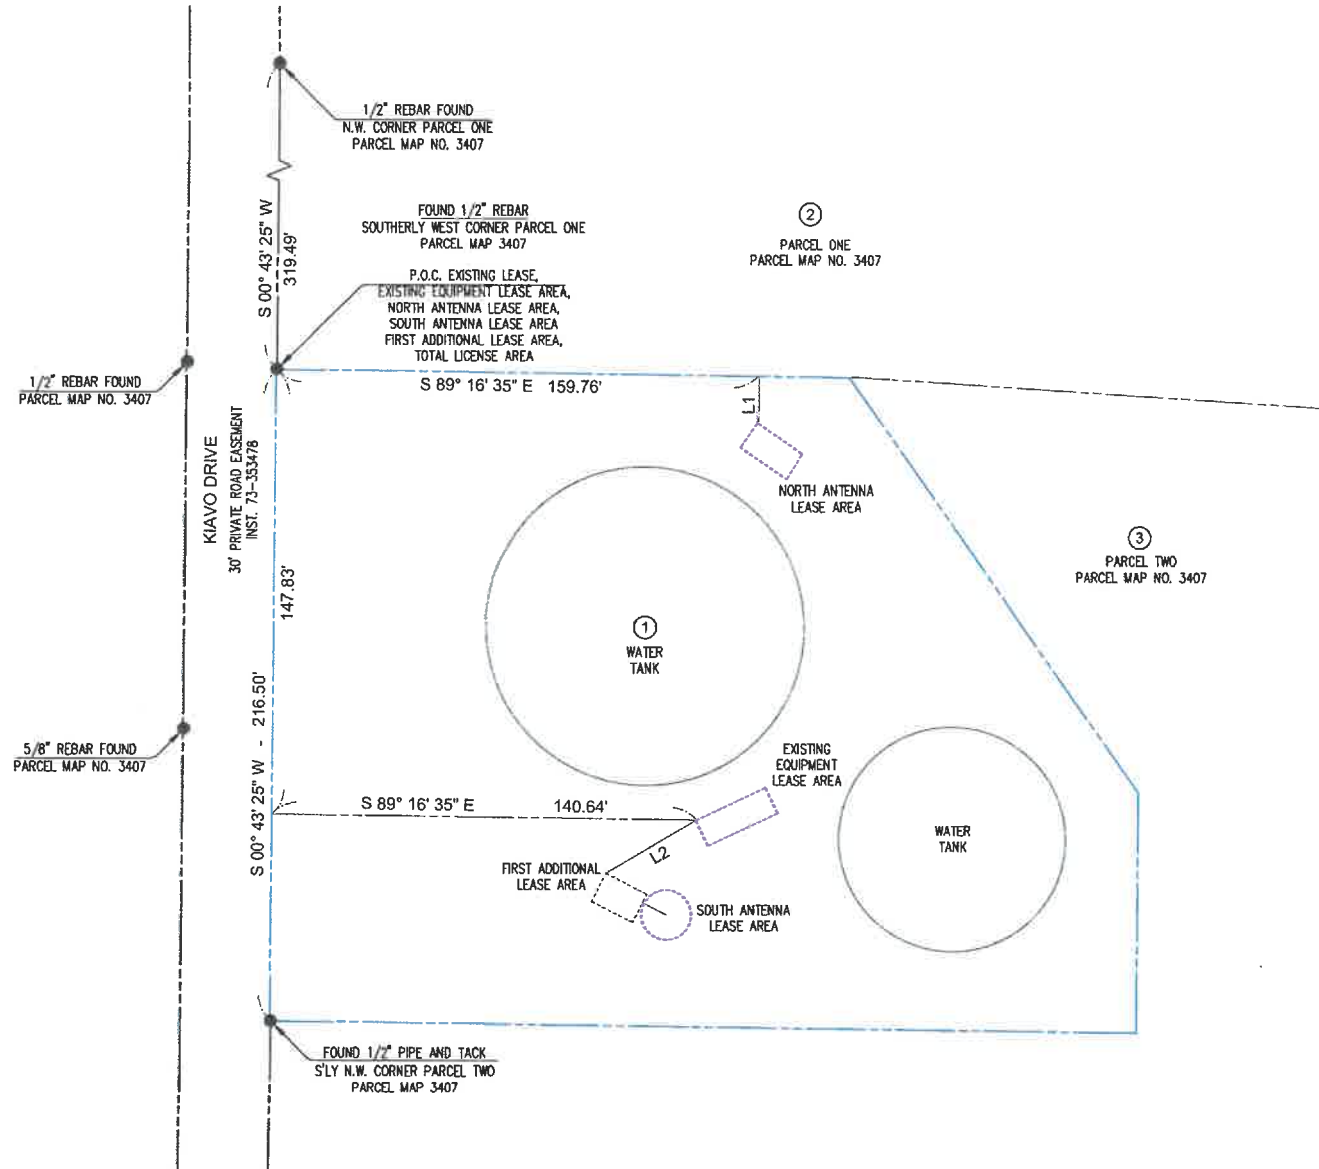 1/2" REBAR FOUND
N.W. CORNER PARCEL ONE
PARCEL MAP NO. 3407
S 00° 43' 25" W
319.49'
FOUND 1/2" REBAR
SOUTHERLY WEST CORNER PARCEL ONE
PARCEL MAP 3407
2
PARCEL ONE
PARCEL MAP NO. 3407
P.O.C. EXISTING LEASE,
EXISTING EQUIPMENT LEASE AREA,
NORTH ANTENNA LEASE AREA,
SOUTH ANTENNA LEASE AREA
FIRST ADDITIONAL LEASE AREA,
TOTAL LICENSE AREA
1/2" REBAR FOUND
PARCEL MAP NO. 3407
S 89° 16' 35" E 159.76'
L1
KIAVO DRIVE
30' PRIVATE ROAD EASEMENT
INST. 73-353478
NORTH ANTENNA
LEASE AREA
3
PARCEL TWO
PARCEL MAP NO. 3407
147.83'
1
WATER
TANK
S 00° 43' 25" W - 216.50'
5/8" REBAR FOUND
PARCEL MAP NO. 3407
EXISTING
EQUIPMENT
LEASE AREA
S 89° 16' 35" E 140.64'
WATER
TANK
L2
FIRST ADDITIONAL
LEASE AREA
SOUTH ANTENNA
LEASE AREA
FOUND 1/2" PIPE AND TACK
S'LY N.W. CORNER PARCEL TWO
PARCEL MAP 3407